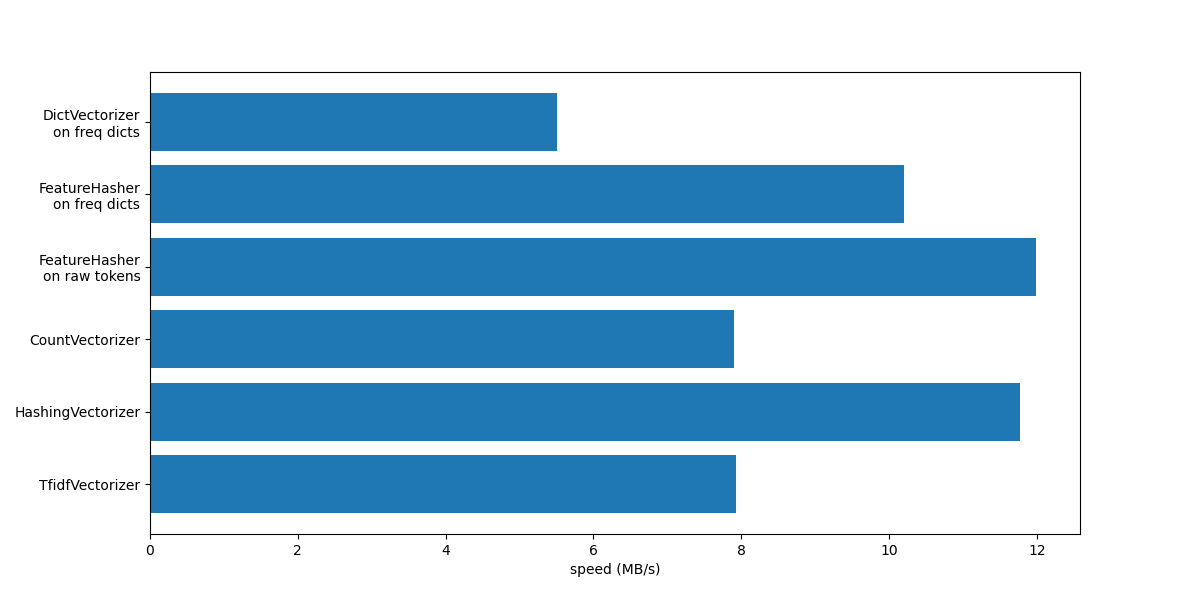 DictVectorizer
on freq dicts
FeatureHasher
on freq dicts
FeatureHasher
on raw tokens
CountVectorizer
HashingVectorizer
TfidfVectorizer
0 2 4 6 8 10 12
speed (MB/s)